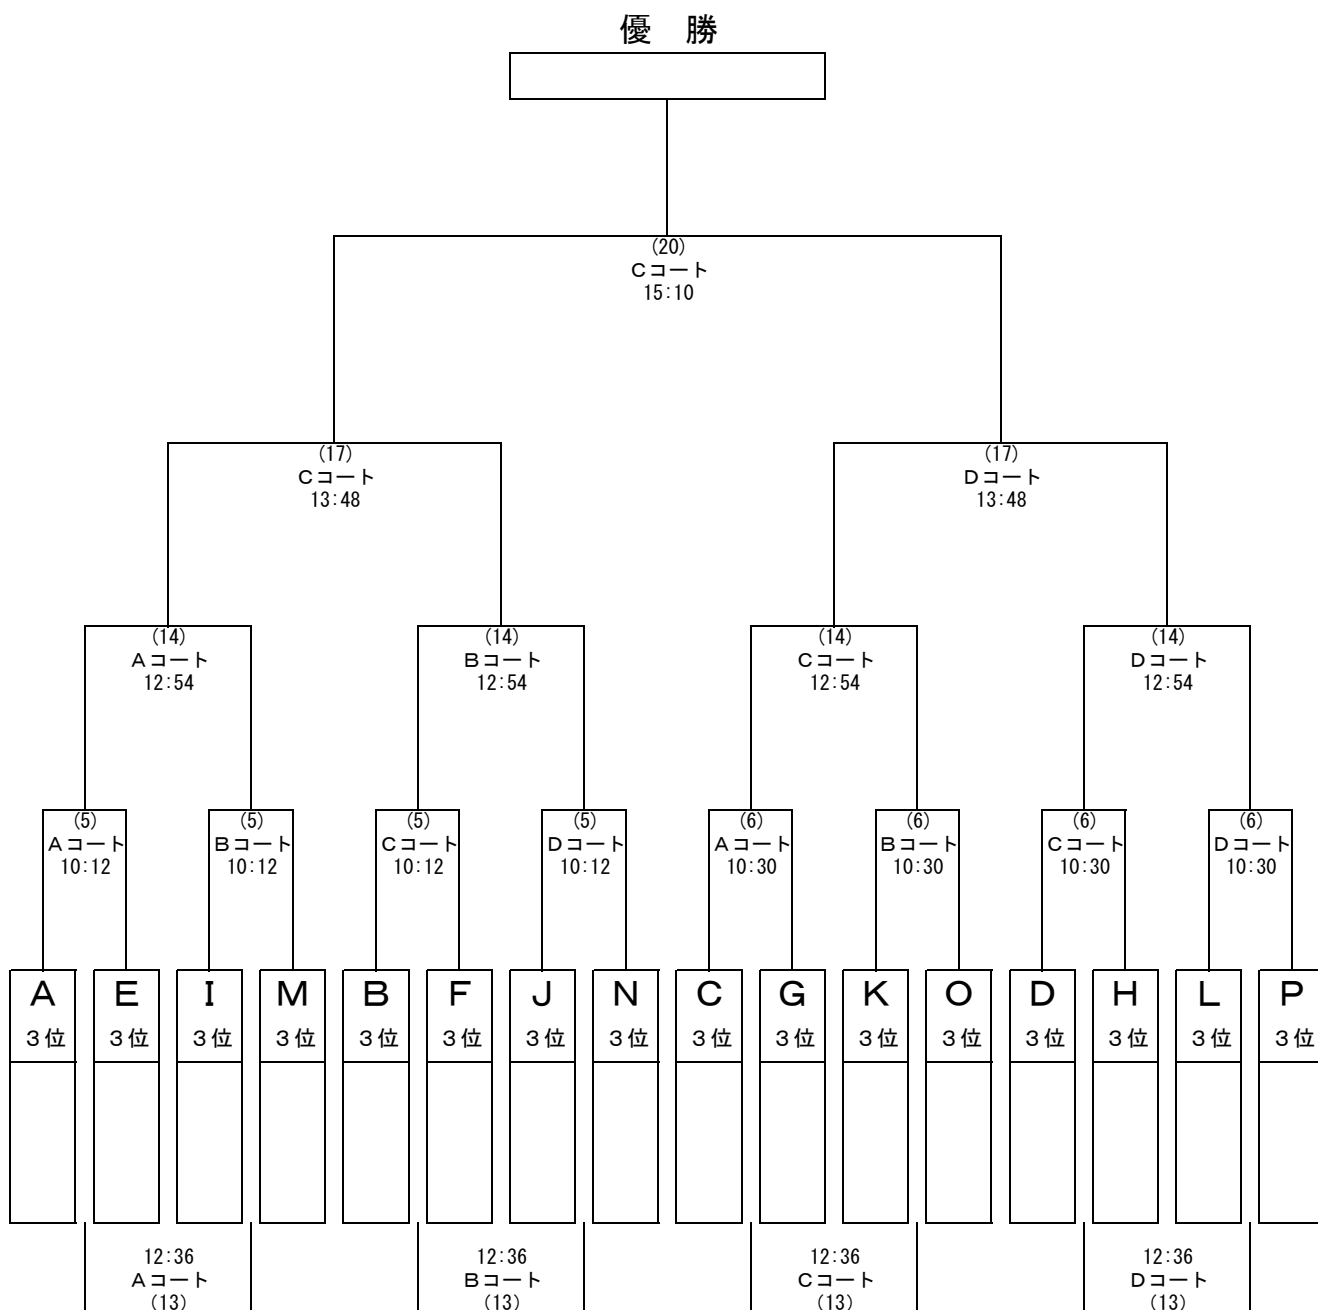 優　勝
(20)
Ｃコート
15:10
(17)
Ｃコート
13:48
(17)
Ｄコート
13:48
(14)
Ａコート
12:54
(14)
Ｂコート
12:54
(14)
Ｃコート
12:54
(14)
Ｄコート
12:54
(5)
Ａコート
10:12
(5)
Ｂコート
10:12
(5)
Ｃコート
10:12
(5)
Ｄコート
10:12
(6)
Ａコート
10:30
(6)
Ｂコート
10:30
(6)
Ｃコート
10:30
(6)
Ｄコート
10:30
Ａ
３位
Ｅ
３位
Ｉ
３位
Ｍ
３位
Ｂ
３位
Ｆ
３位
Ｊ
３位
Ｎ
３位
Ｃ
３位
Ｇ
３位
Ｋ
３位
Ｏ
３位
Ｄ
３位
Ｈ
３位
Ｌ
３位
Ｐ
３位
12:36
Ａコート
(13)
12:36
Ｂコート
(13)
12:36
Ｃコート
(13)
12:36
Ｄコート
(13)